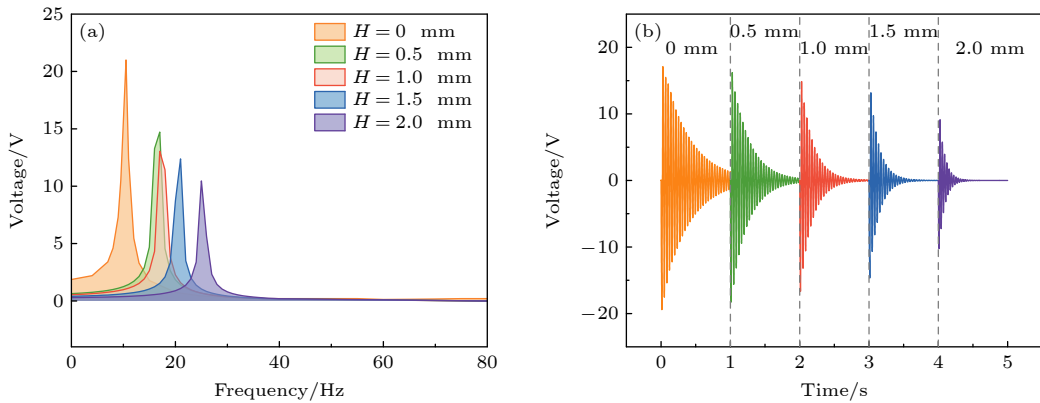 (a)
H = 0 mm
H = 0.5 mm
H = 1.0 mm
H = 1.5 mm
H = 2.0 mm
25
20
15
10
5
0
Voltage/V
0 20 40 60 80
Frequency/Hz
(b)
0 mm
0.5 mm
1.0 mm
1.5 mm
2.0 mm
20
10
0
−10
−20
Voltage/V
0 1 2 3 4 5
Time/s